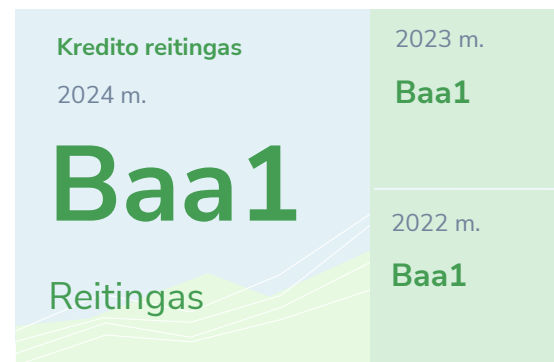 Kredito reitingas
2024 m.
Baa1
Reitingas
2023 m.
Baa1
2022 m.
Baa1